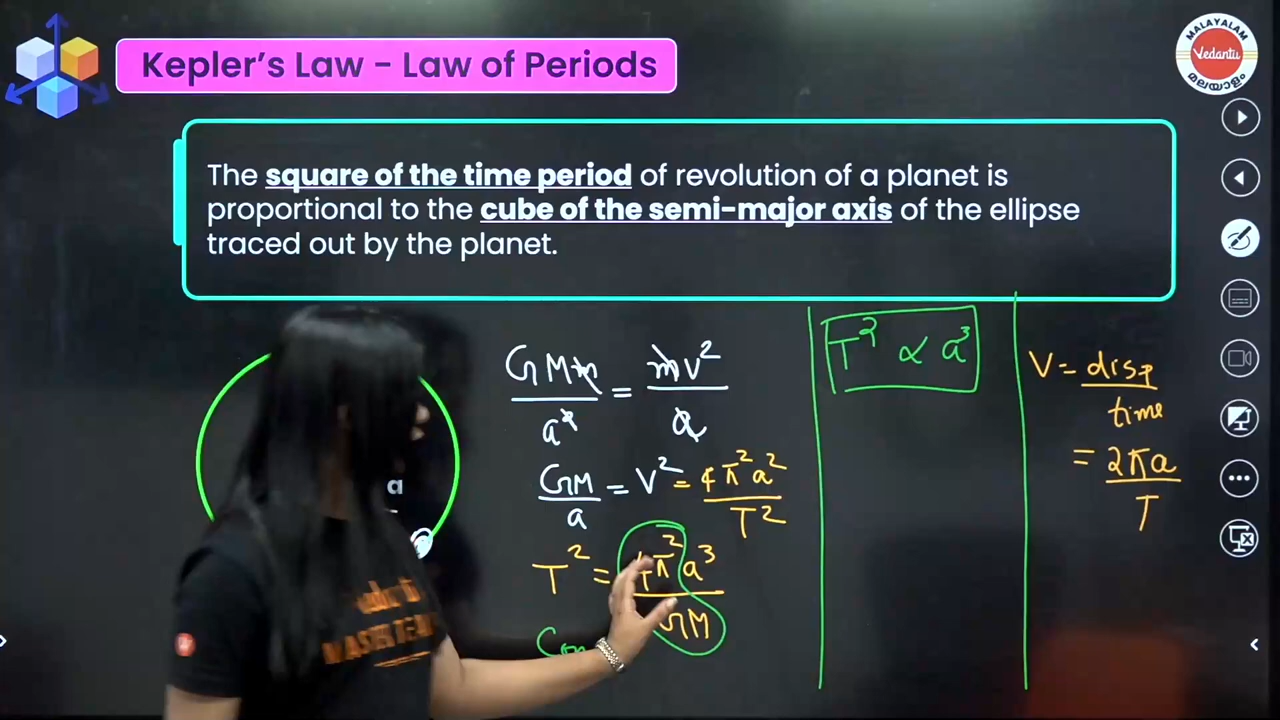 Kepler's Law - Law of Periods
MALAYALAM
Vedantu
മലയാളം
The square of the time period of revolution of a planet is
proportional to the cube of the semi-major axis of the ellipse
traced out by the planet.
a
GMm/a² = mv²/a
GM/a = V² = 4π²a²/T²
T² = 4π²a³/GM
T² ∝ a³
V = disp/time
= 2πa/T
MASTER